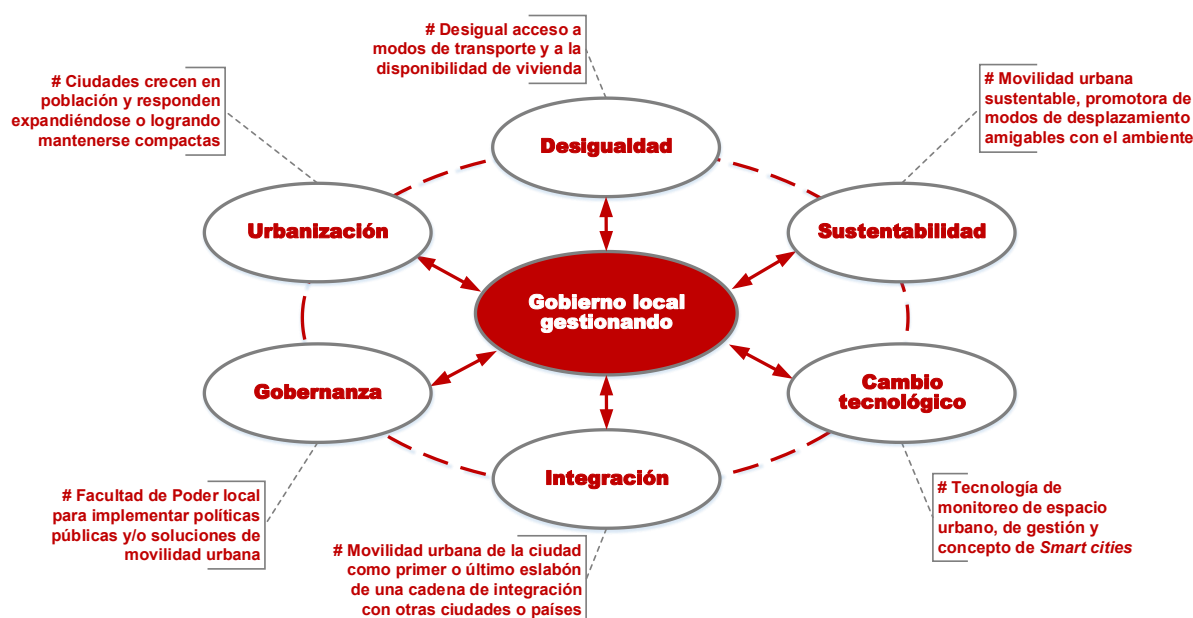 # Desigual acceso a
modos de transporte y a la
disponibilidad de vivienda
# Ciudades crecen en
población y responden
expandiéndose o logrando
mantenerse compactas
# Movilidad urbana
sustentable, promotora de
modos de desplazamiento
amigables con el ambiente
Desigualdad
Urbanización
Sustentabilidad
Gobierno local
gestionando
Gobernanza
Cambio
tecnológico
Integración
# Facultad de Poder local
para implementar políticas
públicas y/o soluciones de
movilidad urbana
# Movilidad urbana de la ciudad
como primer o último eslabón
de una cadena de integración
con otras ciudades o países
# Tecnología de
monitoreo de espacio
urbano, de gestión y
concepto de Smart cities